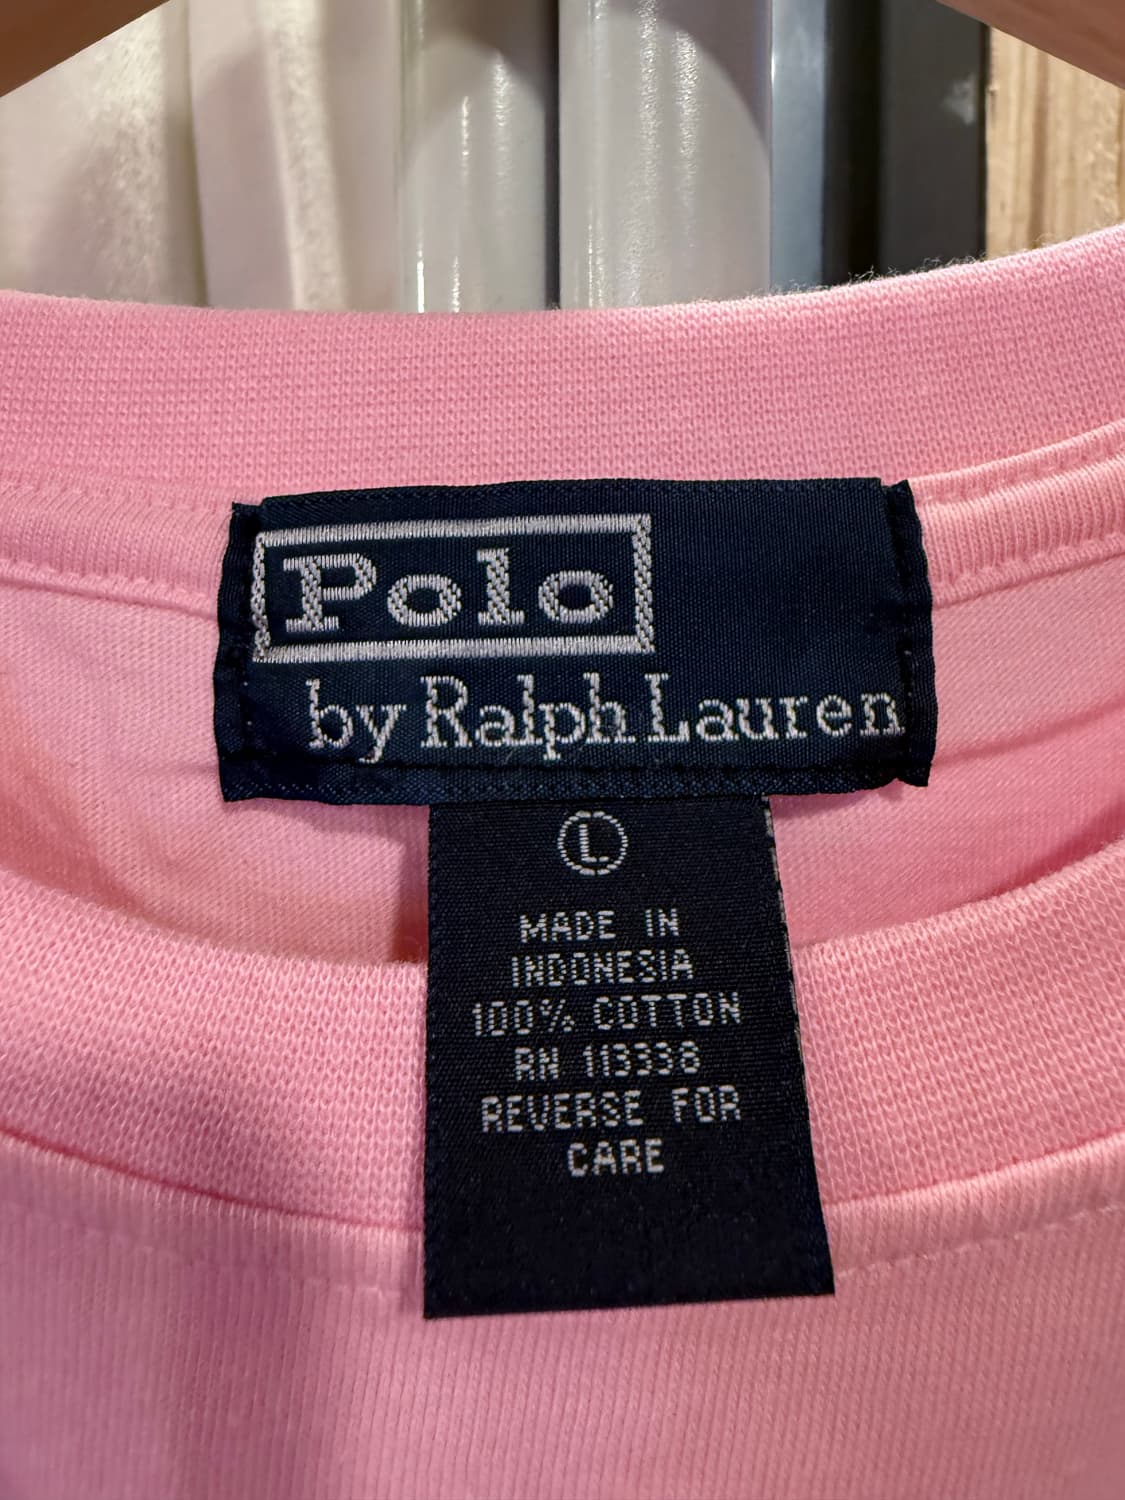 Polo
by Ralph Lauren
L
MADE IN
INDONESIA
100% COTTON
RN 113338
REVERSE FOR
CARE